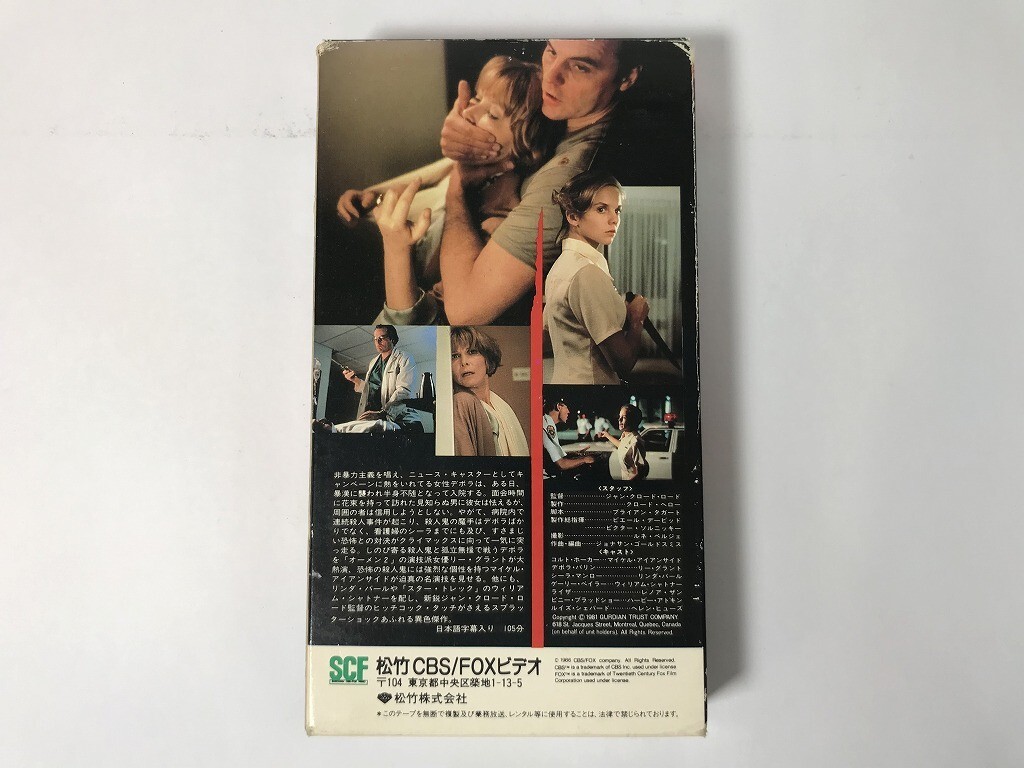 非暴力主義を唱え、ニュース・キャスターとしてキ
ャンペーンに熱をいれてる女性デボラは、ある日、
暴漢に襲われ半身不随となって入院する。面会時間
に花束を持って訪れた見知らぬ男に彼女は怯えるが、
周囲の者は信用しようとしない。やがて、病院内で
連続殺人事件が起こり、殺人鬼の魔手はデボラばか
りでなく、看護婦のシーラまでにも及び、すさまじ
い恐怖との対決がクライマックスに向って一気に突
っ走る。しのび寄る殺人鬼と孤立無援で戦うデボラ
を「オーメン2」の演技派女優リー・グラントが大
熱演、恐怖の殺人鬼には強烈な個性を持つマイケル・
アイアンサイドが迫真の名演技を見せる。他にも、
リンダ・パールや「スター・トレック」のウィリア
ム・シャトナーを配し、新鋭ジャン・クロード・ロ
ード監督のヒッチコック・タッチがさえるスプラッ
ターショックあふれる異色傑作。
日本語字幕入り 105分
〈スタッフ〉
監督………ジャン・クロード・ロード
製作………クロード・ヘロー
脚本………ブライアン・タガート
製作総指揮………ピエール・デービッド
ビクター・ソルニッキー
撮影………ルネ・ベルジェ
作曲・編曲………ジョナサン・ゴールドスミス
〈キャスト〉
コルト・ホーカー…マイケル・アイアンサイド
デボラ・バリン………リー・グラント
シーラ・マンロー………リンダ・パール
ゲーリー・ベイラー…ウィリアム・シャトナー
ライザ………レノア・ザン
ビニー・ブラッドショー…ハービー・アトキン
ルイズ・シェパード………ヘレン・ヒューズ
Copyright © 1981 GURDIAN TRUST COMPANY.
618 St. Jacques Street, Montreal, Quebec, Canada
(on behalf of unit holders). All Rights Reserved.
SCF 松竹CBS/FOXビデオ
〒104 東京都中央区築地1-13-5
松竹株式会社
© 1986 CBS/FOX company. All Rights Reserved.
CBS™ is a trademark of CBS Inc. used under license
FOX™ is a trademark of Twentieth Century Fox Film
Corporation used under license.
＊このテープを無断で複製及び業務放送、レンタル等に使用することは、法律で禁じられております。